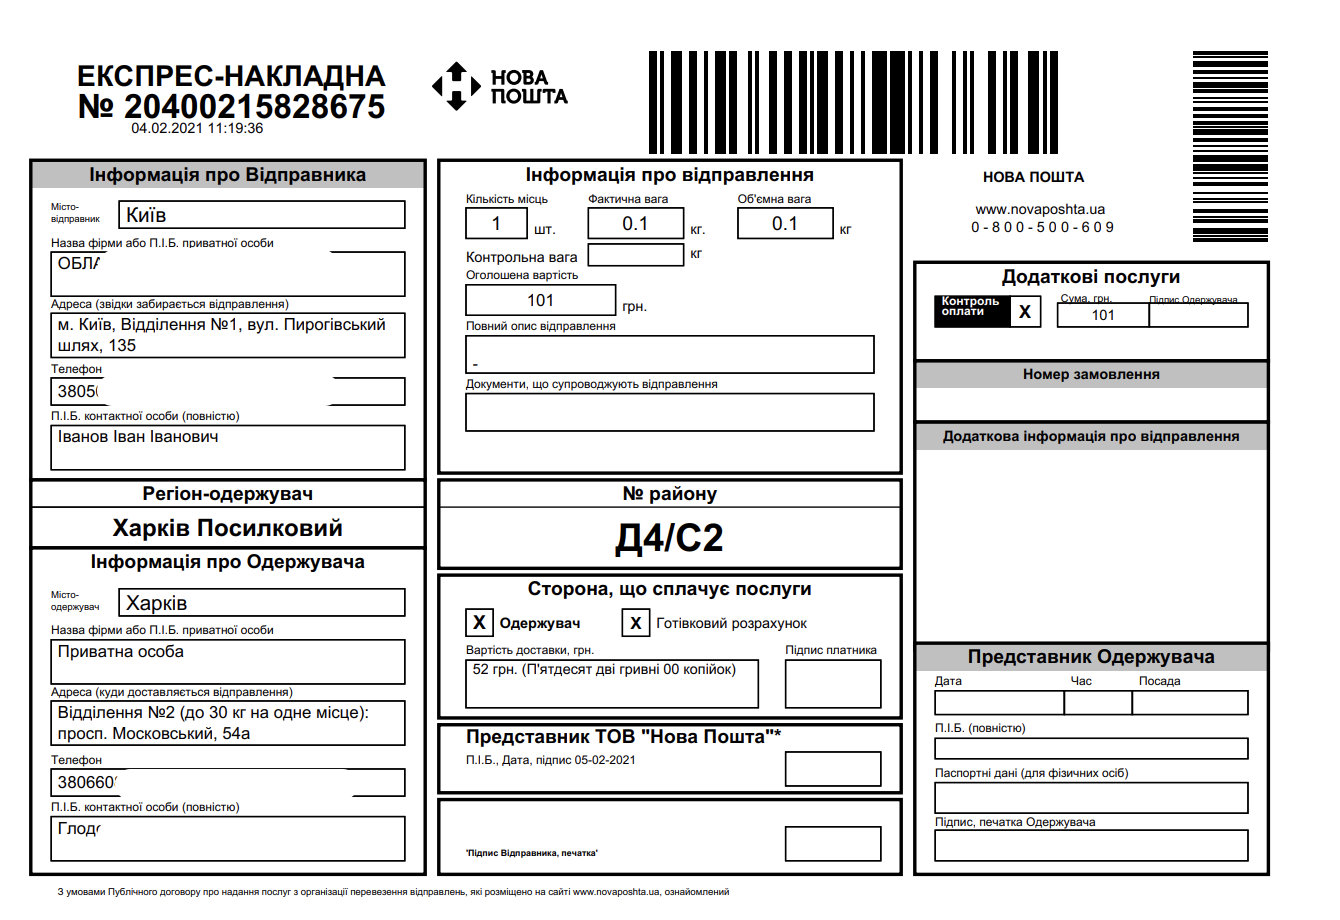 ЕКСПРЕС-НАКЛАДНА
№ 20400215828675
04.02.2021 11:19:36
НОВА
ПОШТА
НОВА ПОШТА
www.novaposhta.ua
0-800-500-609
Інформація про Відправника
Місто-
відправник
Київ
Назва фірми або П.І.Б. приватної особи
Адреса (звідки забирається відправлення)
м. Київ, Відділення №1, вул. Пирогівський
шлях, 135
Телефон
3805
П.І.Б. контактної особи (повністю)
Іванов Іван Іванович
Регіон-одержувач
Харків Посилковий
Інформація про Одержувача
Місто-
одержувач
Харків
Назва фірми або П.І.Б. приватної особи
Приватна особа
Адреса (куди доставляється відправлення)
Відділення №2 (до 30 кг на одне місце):
просп. Московський, 54а
Телефон
380660
П.І.Б. контактної особи (повністю)
Інформація про відправлення
Кількість місць Фактична вага Об'ємна вага
1 шт. 0.1 кг. 0.1 кг
Контрольна вага кг
Оголошена вартість
101 грн.
Повний опис відправлення
-
Документи, що супроводжують відправлення
№ району
Д4/С2
Сторона, що сплачує послуги
X Одержувач X Готівковий розрахунок
Вартість доставки, грн. Підпис платника
52 грн. (П'ятдесят дві гривні 00 копійок)
Представник ТОВ "Нова Пошта"*
П.І.Б., Дата, підпис 05-02-2021
'Підпис Відправника, печатка'
Додаткові послуги
Контроль
оплати
X
Сума, грн. Підпис Одержувача
101
Номер замовлення
Додаткова інформація про відправлення
Представник Одержувача
Дата Час Посада
П.І.Б. (повністю)
Паспортні дані (для фізичних осіб)
Підпис, печатка Одержувача
З умовами Публічного договору про надання послуг з організації перевезення відправлень, які розміщено на сайті www.novaposhta.ua, ознайомлений